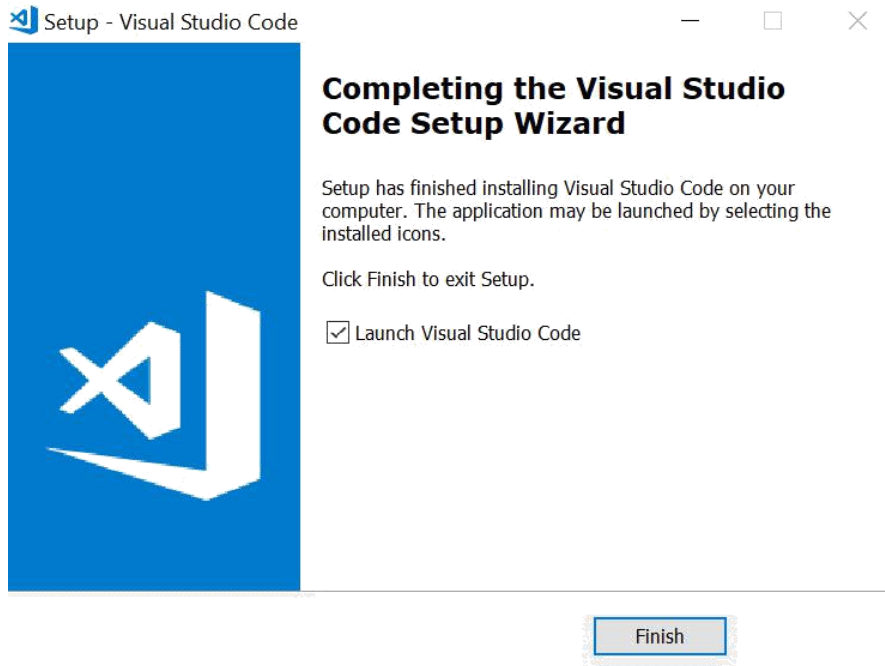 Setup - Visual Studio Code
Completing the Visual Studio
Code Setup Wizard
Setup has finished installing Visual Studio Code on your
computer. The application may be launched by selecting the
installed icons.
Click Finish to exit Setup.
Launch Visual Studio Code
Finish